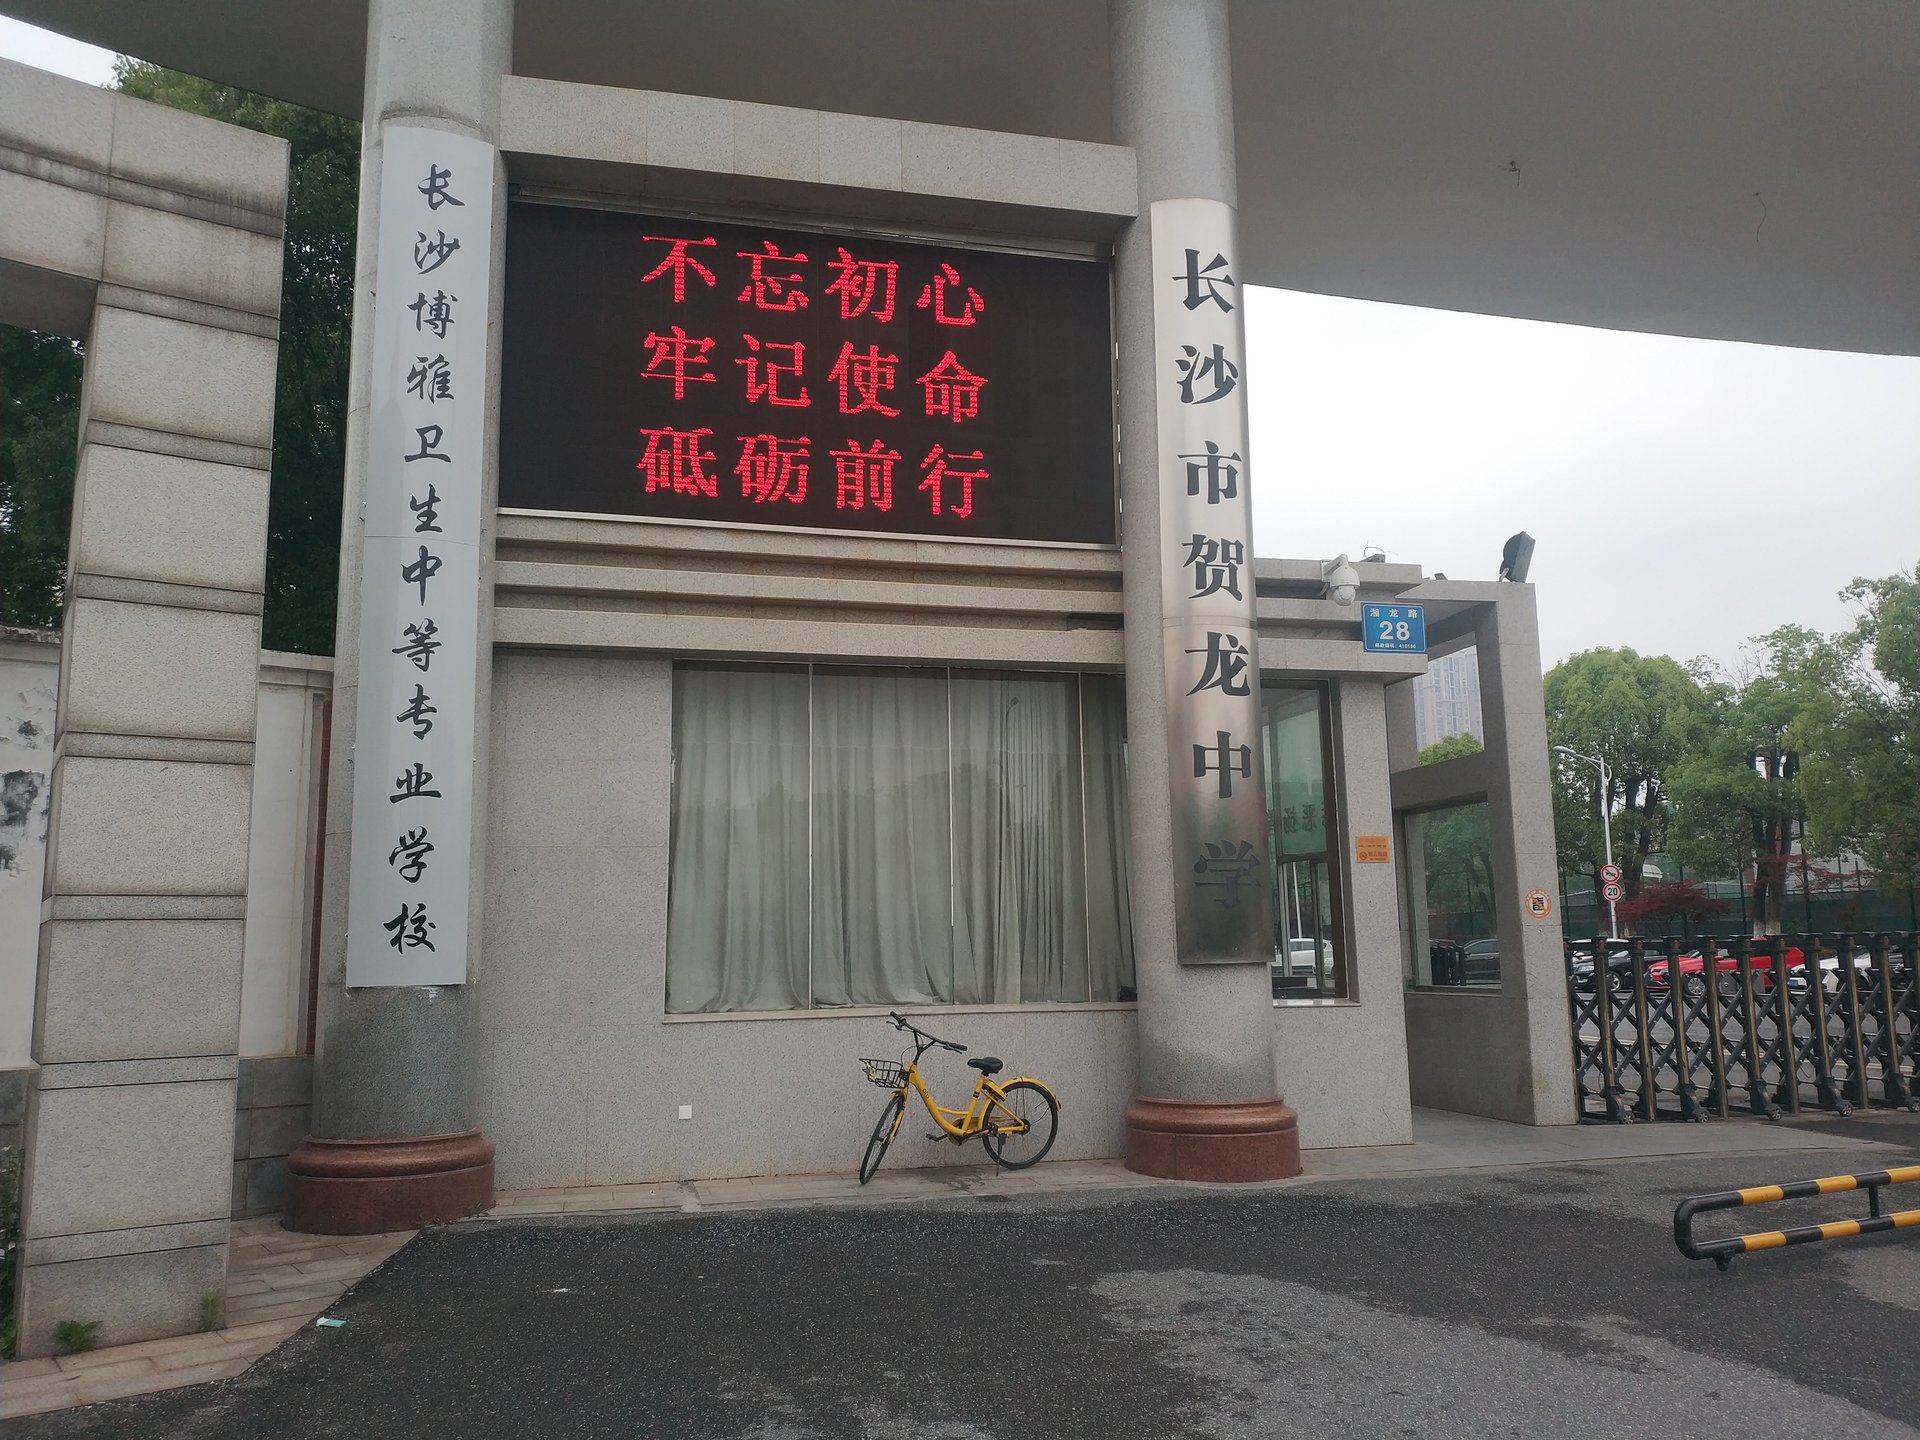 长沙博雅卫生中等专业学校
不忘初心
牢记使命
砥砺前行
长沙市贺龙中学
湘龙路
28
20